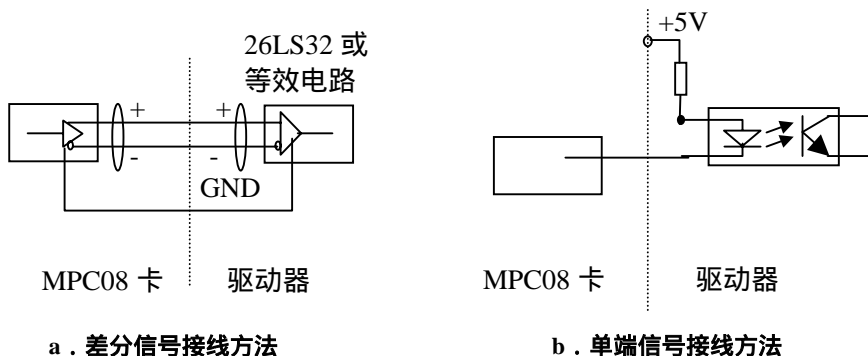 26LS32 或
等效电路
+ +
- -
GND
MPC08 卡 驱动器
a．差分信号接线方法
+5V
MPC08 卡 驱动器
b．单端信号接线方法